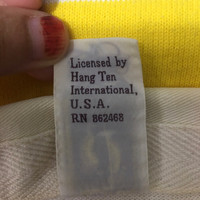 Licensed by
Hang Ten
International,
U.S.A.
RN 862468